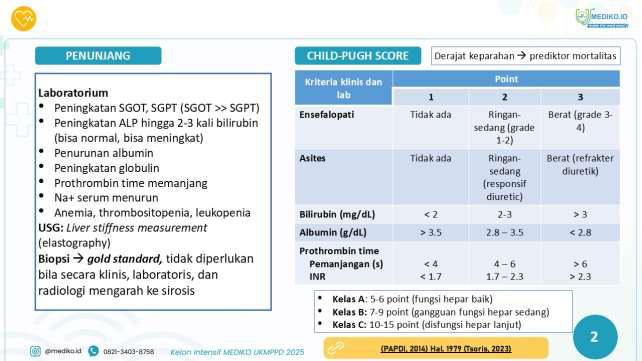 MEDIKO.ID
PENUNJANG
Laboratorium
• Peningkatan SGOT, SGPT (SGOT >> SGPT)
• Peningkatan ALP hingga 2-3 kali bilirubin
(bisa normal, bisa meningkat)
• Penurunan albumin
• Peningkatan globulin
• Prothrombin time memanjang
• Na+ serum menurun
• Anemia, thrombositopenia, leukopenia
USG: Liver stiffness measurement
(elastography)
Biopsi → gold standard, tidak diperlukan
bila secara klinis, laboratoris, dan
radiologi mengarah ke sirosis
CHILD-PUGH SCORE
Derajat keparahan → prediktor mortalitas
Kriteria klinis dan
lab
Point
1 2 3
Ensefalopati Tidak ada Ringan-
sedang (grade
1-2) Berat (grade 3-
4)
Asites Tidak ada Ringan-
sedang
(responsif
diuretic) Berat (refrakter
diuretik)
Bilirubin (mg/dL) < 2 2-3 > 3
Albumin (g/dL) > 3.5 2.8 – 3.5 < 2.8
Prothrombin time
Pemanjangan (s) < 4 4 – 6 > 6
INR < 1.7 1.7 – 2.3 > 2.3
• Kelas A: 5-6 point (fungsi hepar baik)
• Kelas B: 7-9 point (gangguan fungsi hepar sedang)
• Kelas C: 10-15 point (disfungsi hepar lanjut)
2
@mediko.id 0821-3403-8758 Kelon Intensif MEDIKO UKMPPD 2025
(PAPDI, 2014) Hal. 1979 (Tsoris, 2023)